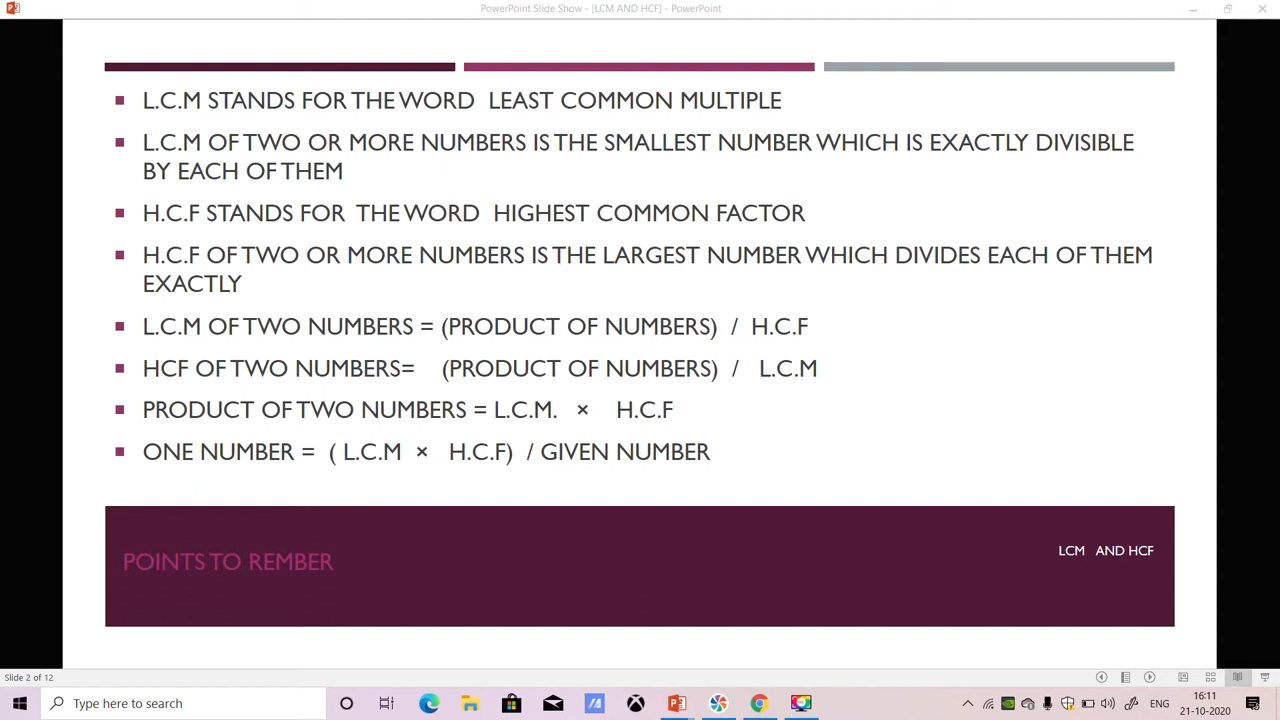 PowerPoint Slide Show - [LCM AND HCF] - PowerPoint
L.C.M STANDS FOR THE WORD LEAST COMMON MULTIPLE
L.C.M OF TWO OR MORE NUMBERS IS THE SMALLEST NUMBER WHICH IS EXACTLY DIVISIBLE
BY EACH OF THEM
H.C.F STANDS FOR THE WORD HIGHEST COMMON FACTOR
H.C.F OF TWO OR MORE NUMBERS IS THE LARGEST NUMBER WHICH DIVIDES EACH OF THEM
EXACTLY
L.C.M OF TWO NUMBERS = (PRODUCT OF NUMBERS) / H.C.F
HCF OF TWO NUMBERS= (PRODUCT OF NUMBERS) / L.C.M
PRODUCT OF TWO NUMBERS = L.C.M. × H.C.F
ONE NUMBER = ( L.C.M × H.C.F) / GIVEN NUMBER
POINTS TO REMBER
LCM AND HCF
Slide 2 of 12
Type here to search
ENG
16:11
21-10-2020